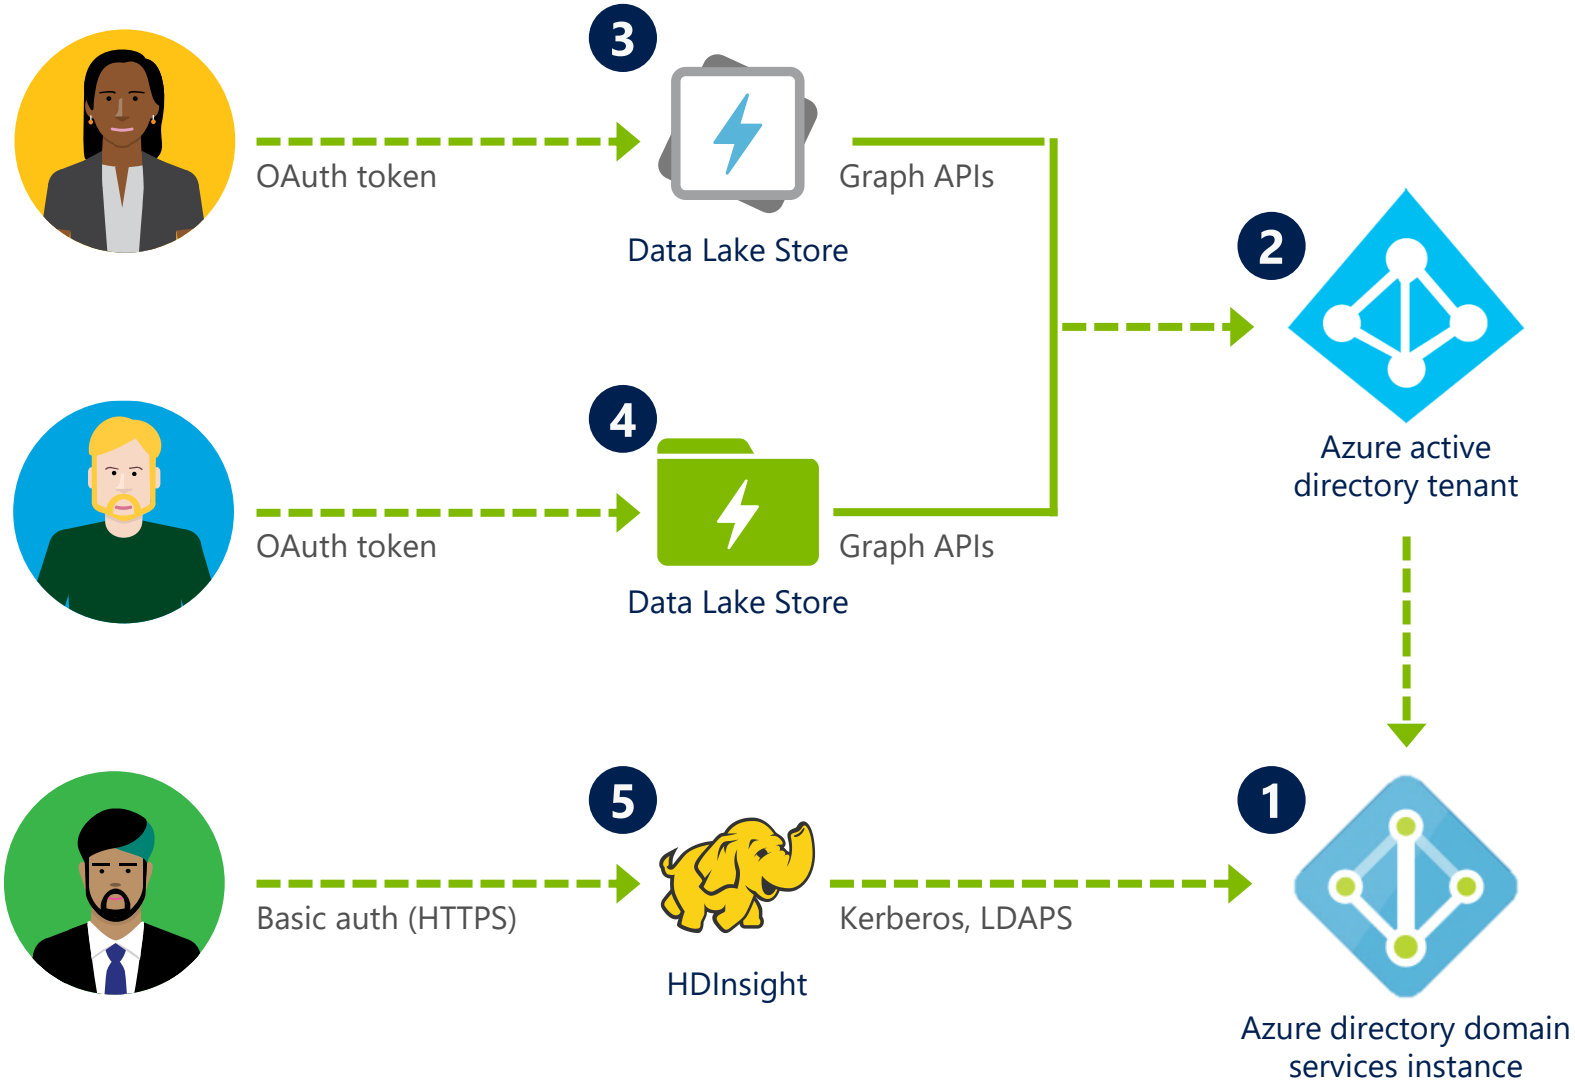 3
OAuth token
Graph APIs
Data Lake Store
2
Azure active
directory tenant
4
OAuth token
Graph APIs
Data Lake Store
5
1
Basic auth (HTTPS)
Kerberos, LDAPS
HDInsight
Azure directory domain
services instance